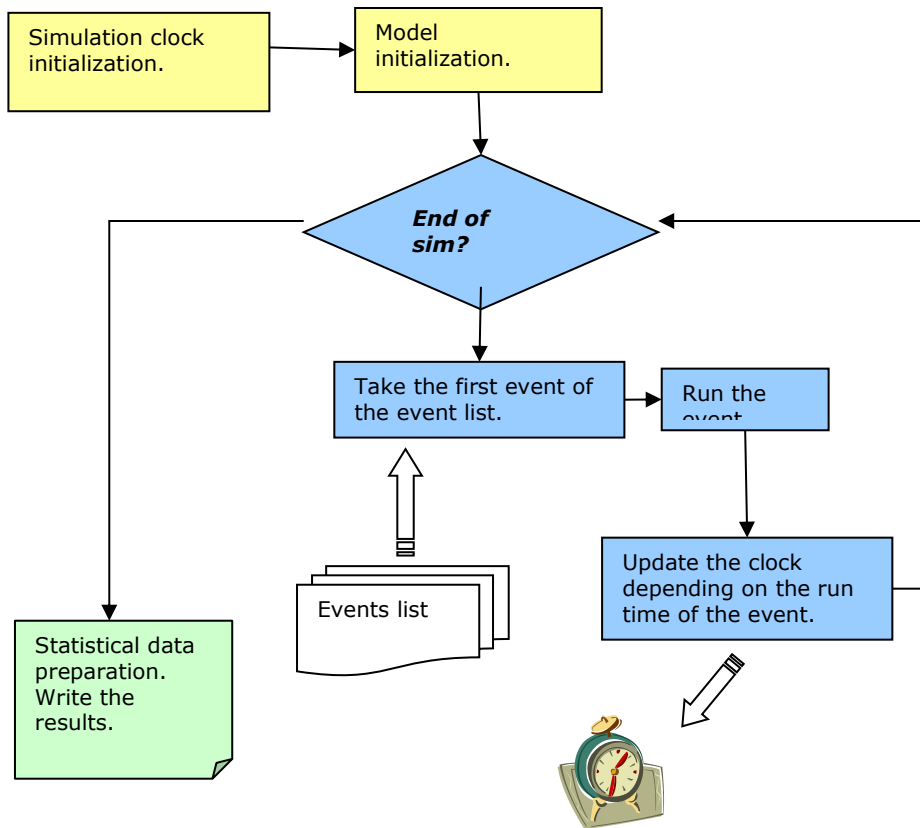 Simulation clock
initialization.
Model
initialization.
End of
sim?
Take the first event of
the event list.
Run the
event
Update the clock
depending on the run
time of the event.
Events list
Statistical data
preparation.
Write the
results.